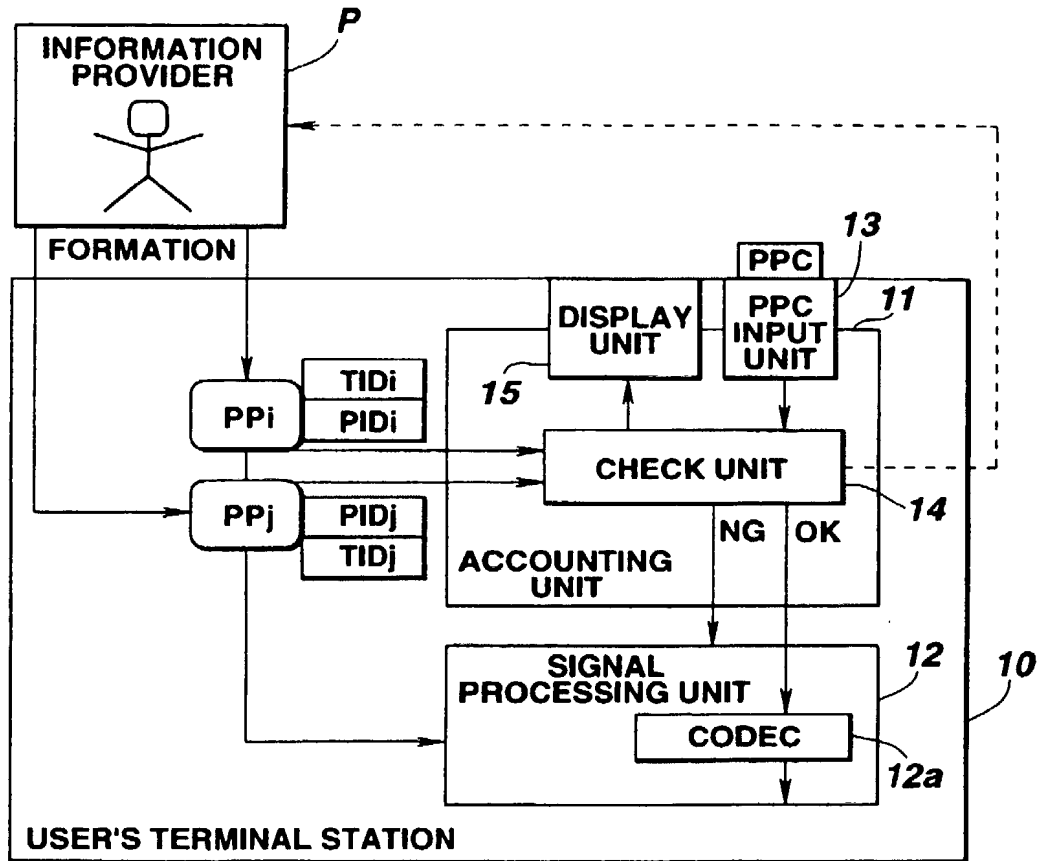 P
INFORMATION
PROVIDER
FORMATION
13
PPC
11
DISPLAY
UNIT
PPC
INPUT
UNIT
15
TIDi
PPi
PIDi
CHECK UNIT
14
PPj
PIDj
TIDj
NG
OK
ACCOUNTING
UNIT
SIGNAL
PROCESSING UNIT
12
10
CODEC
12a
USER'S TERMINAL STATION